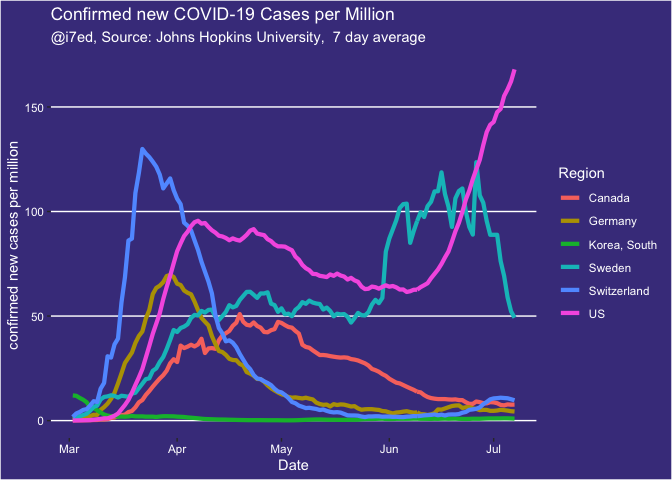 Confirmed new COVID-19 Cases per Million
@i7ed, Source: Johns Hopkins University,  7 day average
confirmed new cases per million
150
100
50
0
Mar
Apr
May
Jun
Jul
Date
Region
Canada
Germany
Korea, South
Sweden
Switzerland
US